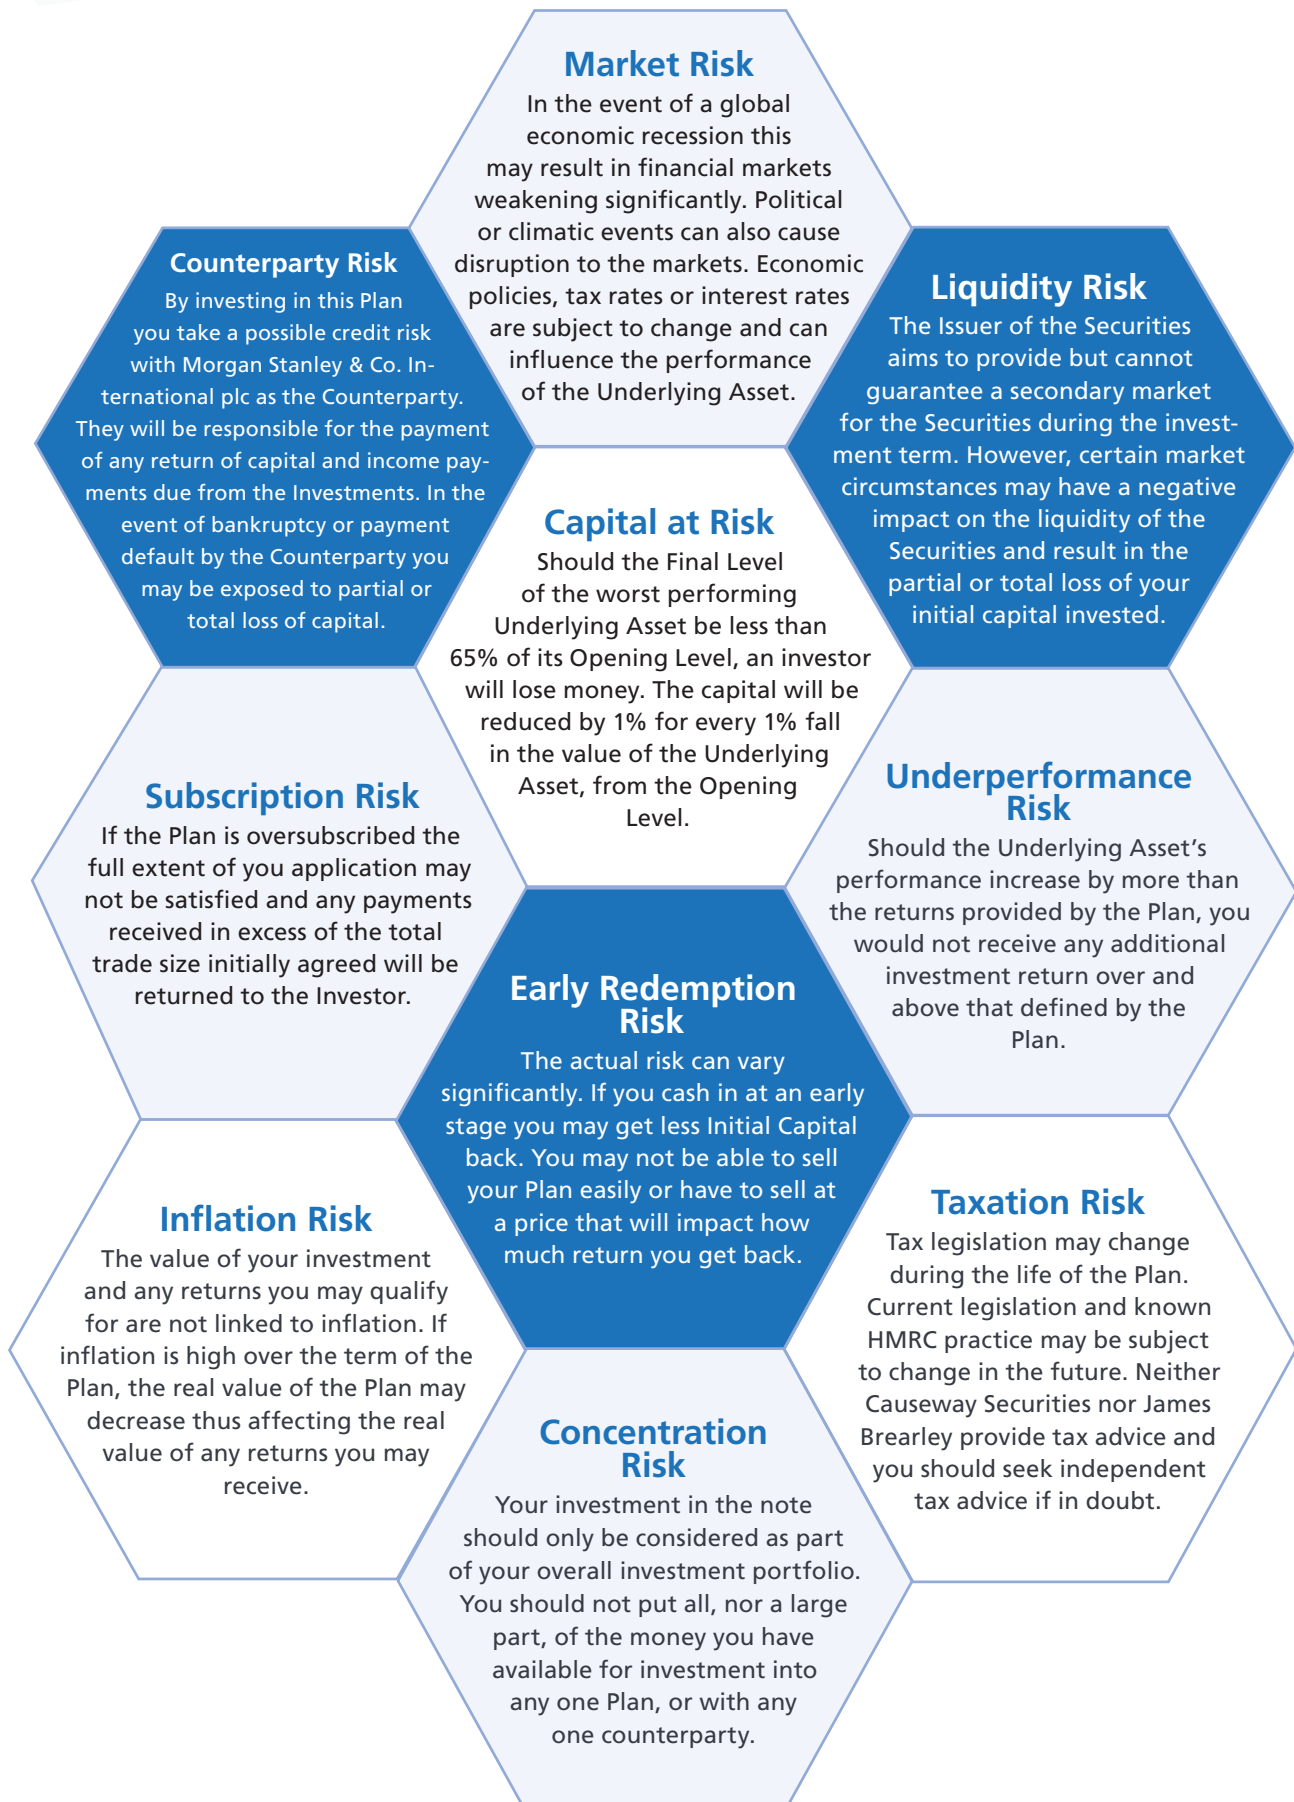 Market Risk
In the event of a global
economic recession this
may result in financial markets
weakening significantly. Political
or climatic events can also cause
disruption to the markets. Economic
policies, tax rates or interest rates
are subject to change and can
influence the performance
of the Underlying Asset.
Counterparty Risk
By investing in this Plan
you take a possible credit risk
with Morgan Stanley & Co. In-
ternational plc as the Counterparty.
They will be responsible for the payment
of any return of capital and income pay-
ments due from the Investments. In the
event of bankruptcy or payment
default by the Counterparty you
may be exposed to partial or
total loss of capital.
Liquidity Risk
The Issuer of the Securities
aims to provide but cannot
guarantee a secondary market
for the Securities during the invest-
ment term. However, certain market
circumstances may have a negative
impact on the liquidity of the
Securities and result in the
partial or total loss of your
initial capital invested.
Capital at Risk
Should the Final Level
of the worst performing
Underlying Asset be less than
65% of its Opening Level, an investor
will lose money. The capital will be
reduced by 1% for every 1% fall
in the value of the Underlying
Asset, from the Opening
Level.
Subscription Risk
If the Plan is oversubscribed the
full extent of you application may
not be satisfied and any payments
received in excess of the total
trade size initially agreed will be
returned to the Investor.
Underperformance
Risk
Should the Underlying Asset’s
performance increase by more than
the returns provided by the Plan, you
would not receive any additional
investment return over and
above that defined by the
Plan.
Early Redemption
Risk
The actual risk can vary
significantly. If you cash in at an early
stage you may get less Initial Capital
back. You may not be able to sell
your Plan easily or have to sell at
a price that will impact how
much return you get back.
Inflation Risk
The value of your investment
and any returns you may qualify
for are not linked to inflation. If
inflation is high over the term of the
Plan, the real value of the Plan may
decrease thus affecting the real
value of any returns you may
receive.
Taxation Risk
Tax legislation may change
during the life of the Plan.
Current legislation and known
HMRC practice may be subject
to change in the future. Neither
Causeway Securities nor James
Brearley provide tax advice and
you should seek independent
tax advice if in doubt.
Concentration
Risk
Your investment in the note
should only be considered as part
of your overall investment portfolio.
You should not put all, nor a large
part, of the money you have
available for investment into
any one Plan, or with any
one counterparty.